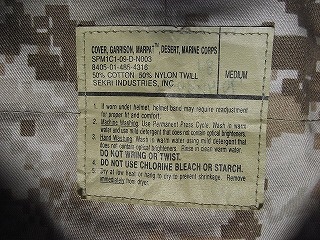 COVER, GARRISON, MARPAT™ DESERT, MARINE CORPS
SPM1C1-09-D-N003
8405-01-485-4316
50% COTTON 50% NYLON TWILL
SEKRI INDUSTRIES, INC
MEDIUM
1. If worn under helmet, helmet band may require readjustment
for proper fit and comfort.
2. Machine Washing: Use Permanent Press Cycle. Wash in warm
water and use mild detergent that does not contain optical brighteners.
3. Hand Washing: Wash in warm water using mild detergent that
does not contain optical brighteners. Rinse in clean warm water.
DO NOT WRING OR TWIST.
4. DO NOT USE CHLORINE BLEACH OR STARCH.
5. Dry at low heat or hang to dry to prevent shrinkage. Remove
immediately from dryer.